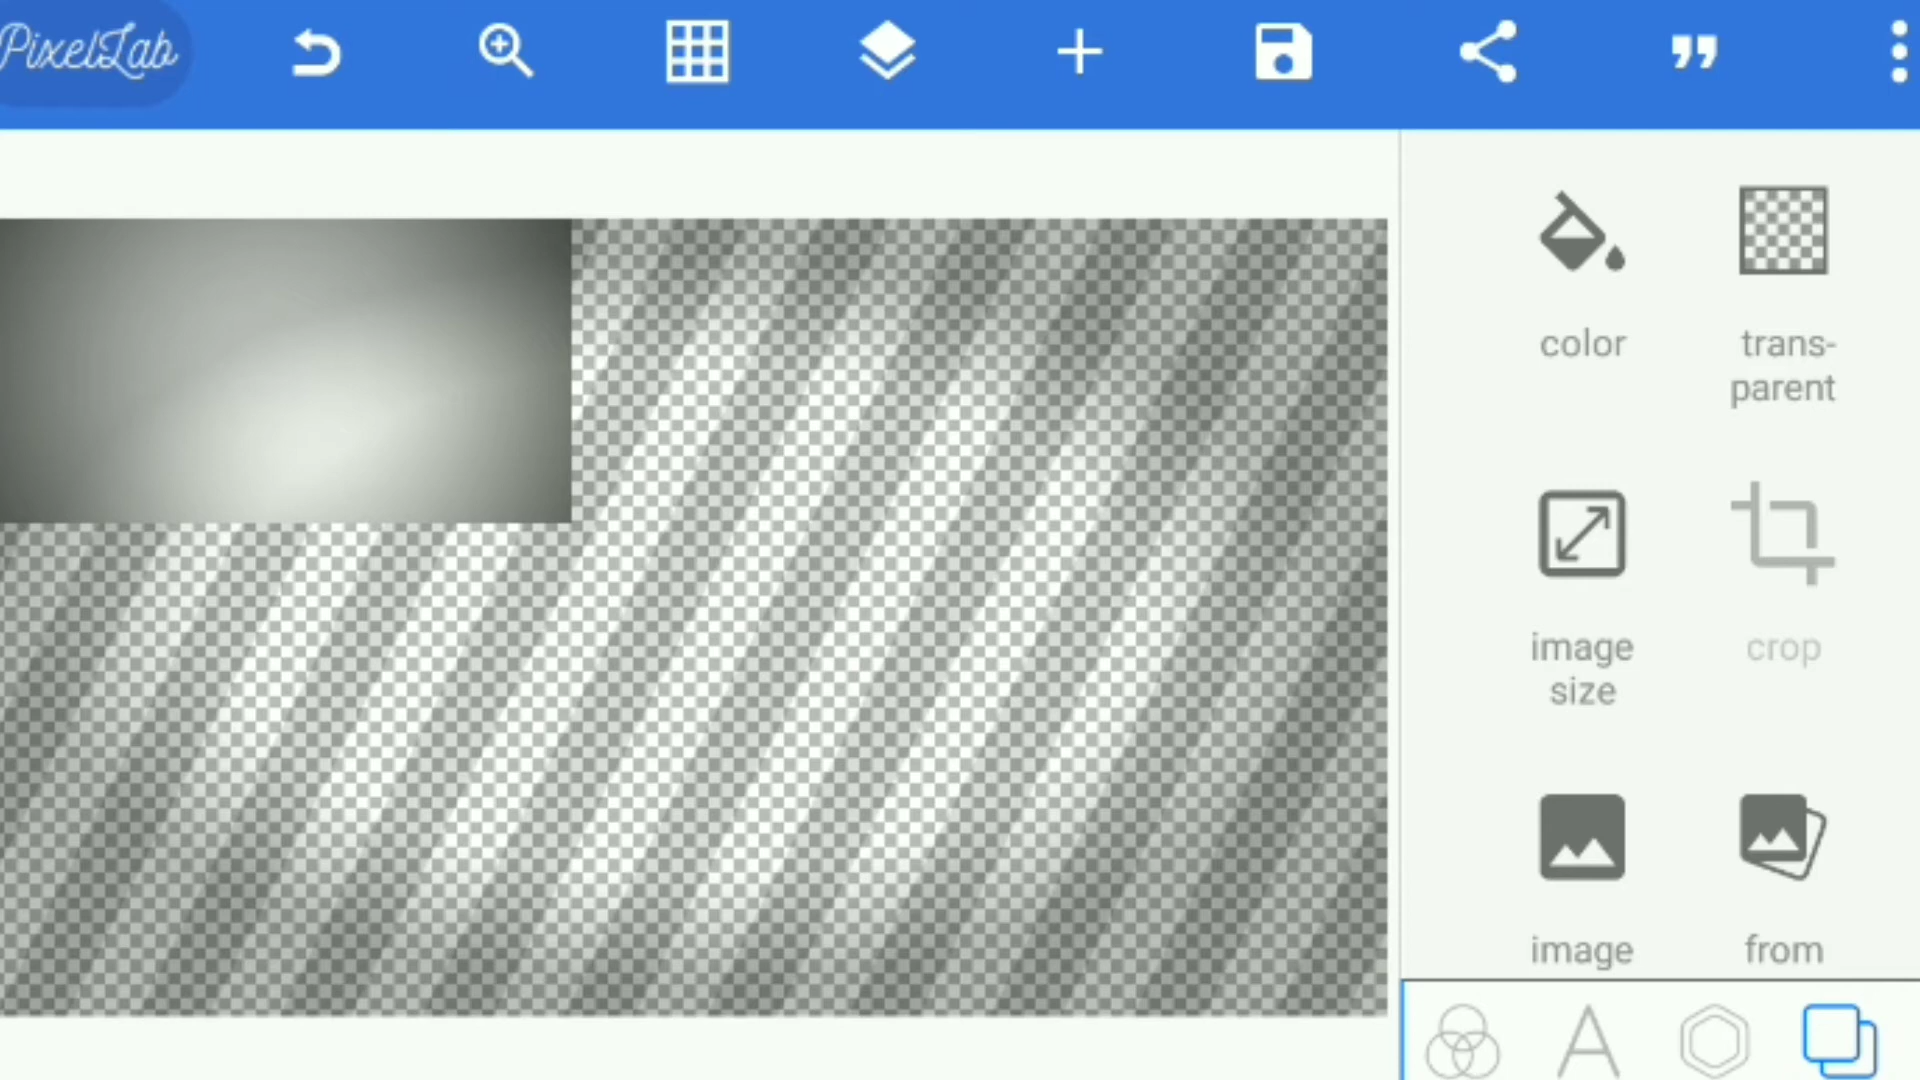 PixelLab
color
trans-
parent
image
size
crop
image
from